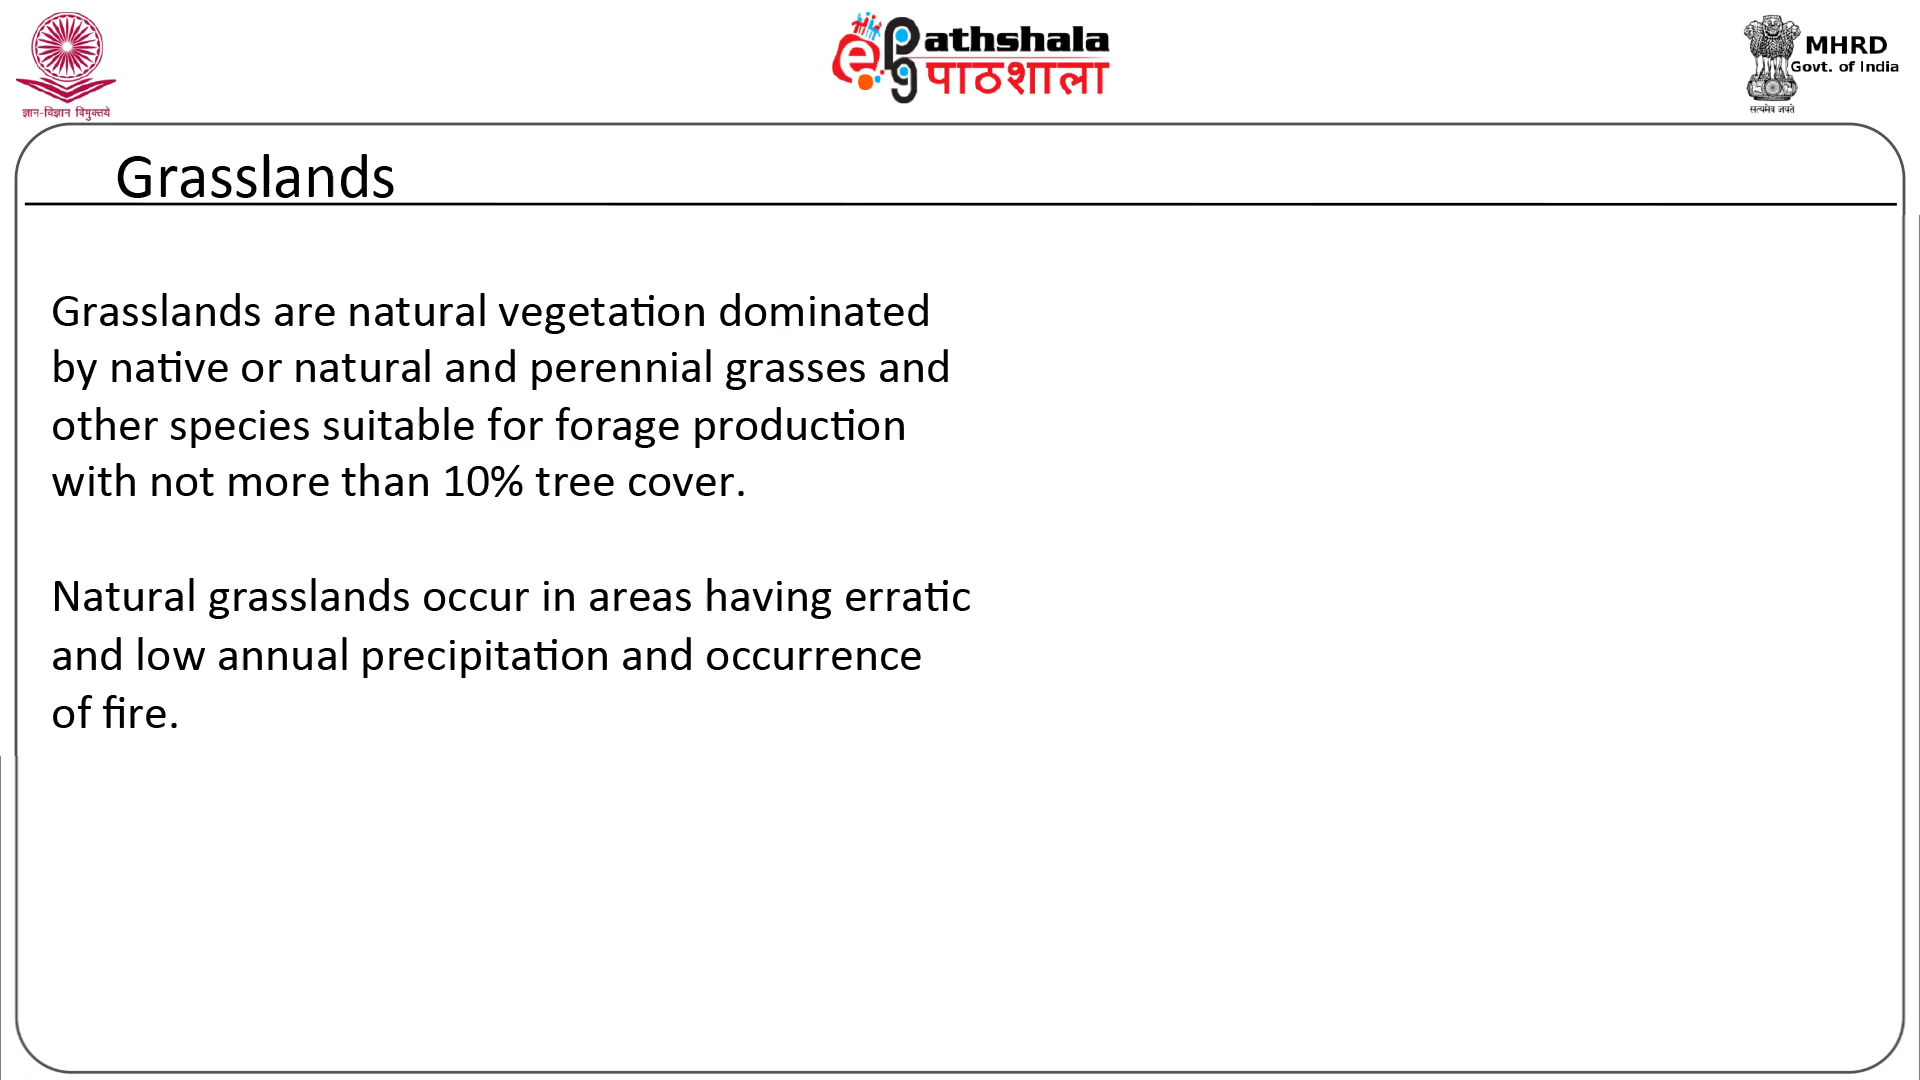 ज्ञान-विज्ञान विमुक्तये
ePg
athshala
पाठशाला
MHRD
Govt. of India
सत्यमेव जयते
Grasslands
Grasslands are natural vegetation dominated
by native or natural and perennial grasses and
other species suitable for forage production
with not more than 10% tree cover.
Natural grasslands occur in areas having erratic
and low annual precipitation and occurrence
of fire.